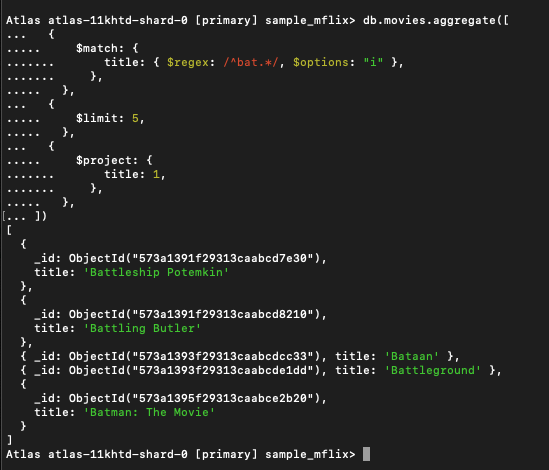 Atlas atlas-11khtd-shard-0 [primary] sample_mflix> db.movies.aggregate([
...   {
.....     $match: {
.......       title: { $regex: /^bat.*/, $options: "i" },
.......     },
.....   },
...   {
.....     $limit: 5,
.....   },
...   {
.....     $project: {
.......       title: 1,
.......     },
.....   },
[... ])
[
  {
    _id: ObjectId("573a1391f29313caabcd7e30"),
    title: 'Battleship Potemkin'
  },
  {
    _id: ObjectId("573a1391f29313caabcd8210"),
    title: 'Battling Butler'
  },
  { _id: ObjectId("573a1393f29313caabcdcc33"), title: 'Bataan' },
  { _id: ObjectId("573a1393f29313caabcde1dd"), title: 'Battleground' },
  {
    _id: ObjectId("573a1395f29313caabce2b20"),
    title: 'Batman: The Movie'
  }
]
Atlas atlas-11khtd-shard-0 [primary] sample_mflix>